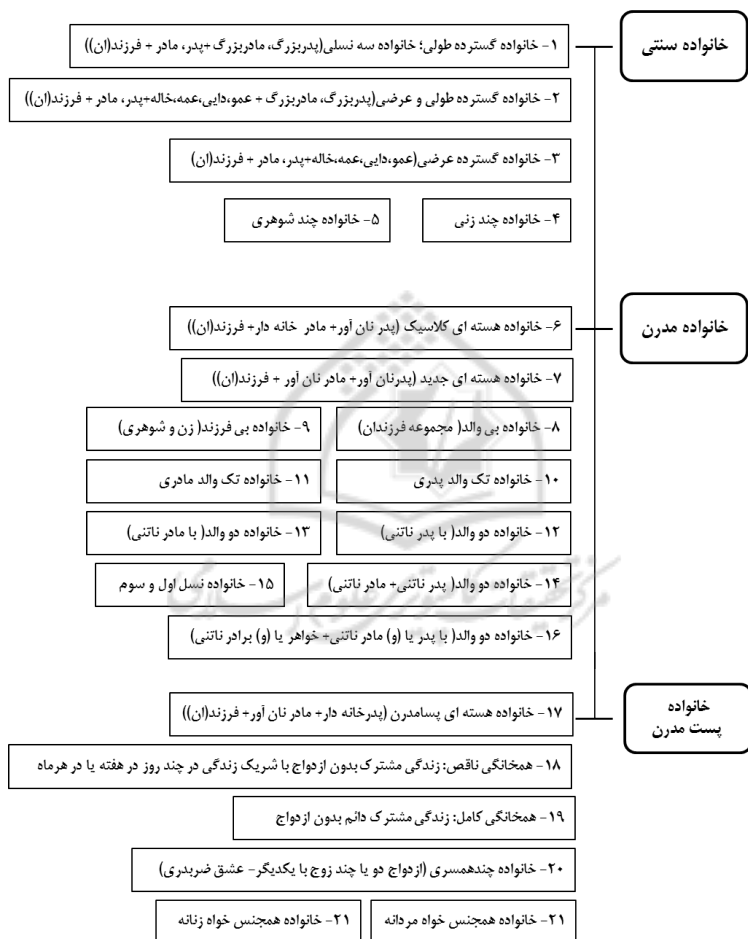 خانواده سنتی
۱- خانواده گسترده طولی؛ خانواده سه نسلی(پدربزرگ، مادربزرگ +پدر، مادر + فرزند(ان))
۲- خانواده گسترده طولی و عرضی(پدربزرگ، مادربزرگ + عمو،دایی،عمه،خاله+پدر، مادر + فرزند(ان))
۳- خانواده گسترده عرضی(عمو،دایی،عمه،خاله+پدر، مادر + فرزند(ان)
۴- خانواده چند زنی
۵- خانواده چند شوهری
خانواده مدرن
۶- خانواده هسته ای کلاسیک (پدر نان آور+ مادر خانه دار+ فرزند(ان))
۷- خانواده هسته ای جدید (پدرنان آور+ مادر نان آور + فرزند(ان))
۸- خانواده بی والد( مجموعه فرزندان)
۹- خانواده بی فرزند( زن و شوهری)
۱۰- خانواده تک والد پدری
۱۱- خانواده تک والد مادری
۱۲- خانواده دو والد( با پدر ناتنی)
۱۳- خانواده دو والد( با مادر ناتنی)
۱۴- خانواده دو والد( پدر ناتنی+ مادر ناتنی)
۱۵- خانواده نسل اول و سوم
۱۶- خانواده دو والد( با پدر یا (و) مادر ناتنی+ خواهر یا (و) برادر ناتنی)
خانواده
پست مدرن
۱۷- خانواده هسته ای پسامدرن (پدرخانه دار+ مادر نان آور+ فرزند(ان))
۱۸- همخانگی ناقص: زندگی مشترک بدون ازدواج با شریک زندگی در چند روز در هفته یا در هرماه
۱۹- همخانگی کامل: زندگی مشترک دائم بدون ازدواج
۲۰- خانواده چندهمسری (ازدواج دو یا چند زوج با یکدیگر- عشق ضربدری)
۲۱- خانواده همجنس خواه مردانه
۲۱- خانواده همجنس خواه زنانه